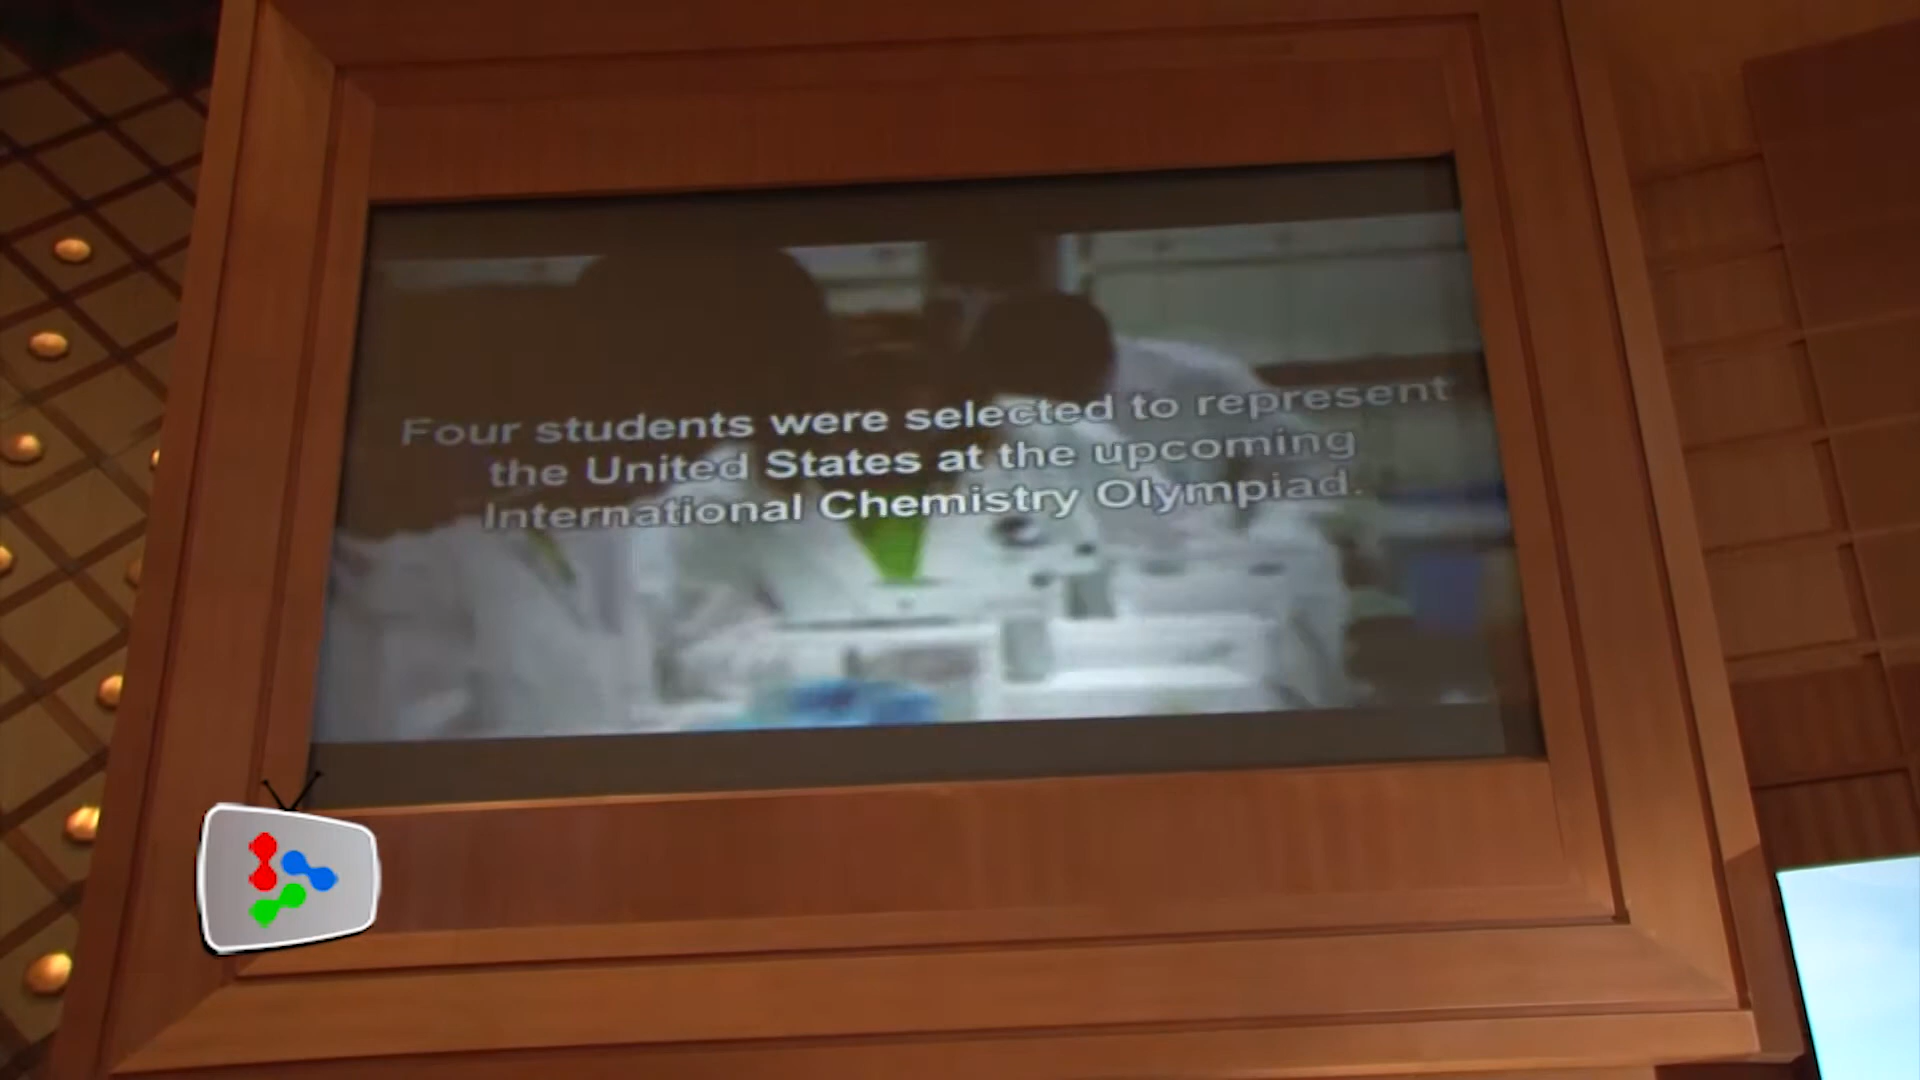 Four students were selected to represent
the United States at the upcoming
International Chemistry Olympiad.